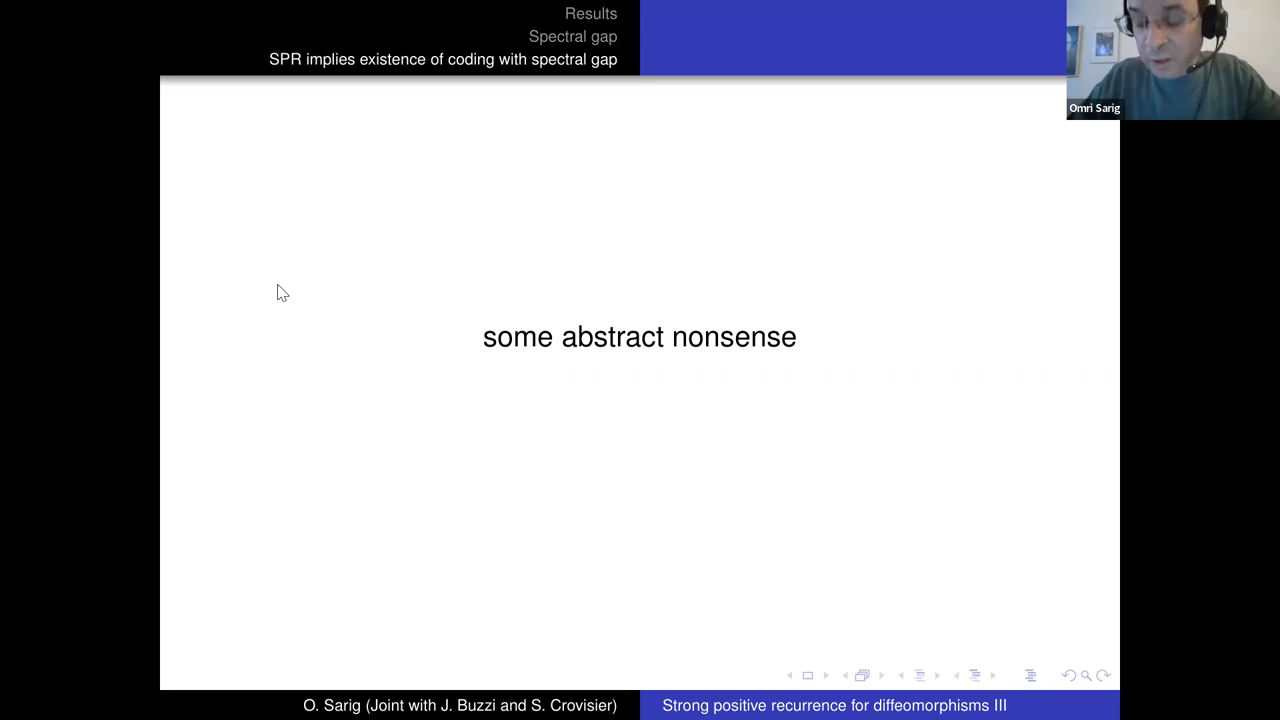 Results
Spectral gap
SPR implies existence of coding with spectral gap
Omri Sarig
some abstract nonsense
O. Sarig (Joint with J. Buzzi and S. Crovisier)
Strong positive recurrence for diffeomorphisms III